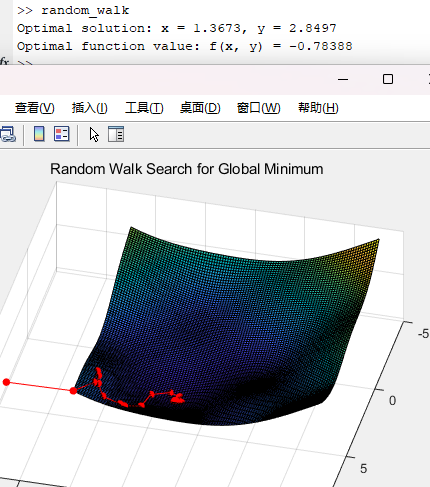 >> random_walk
Optimal solution: x = 1.3673, y = 2.8497
Optimal function value: f(x, y) = -0.78388
fx >>
查看(V) 插入(I) 工具(T) 桌面(D) 窗口(W) 帮助(H)
Random Walk Search for Global Minimum
-5
0
5